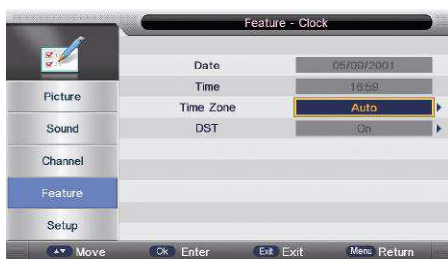 Feature - Clock
Date 05/09/2001
Time 16:59
Time Zone Auto
DST On
Picture
Sound
Channel
Feature
Setup
Move Ok Enter Exit Exit Menu Return